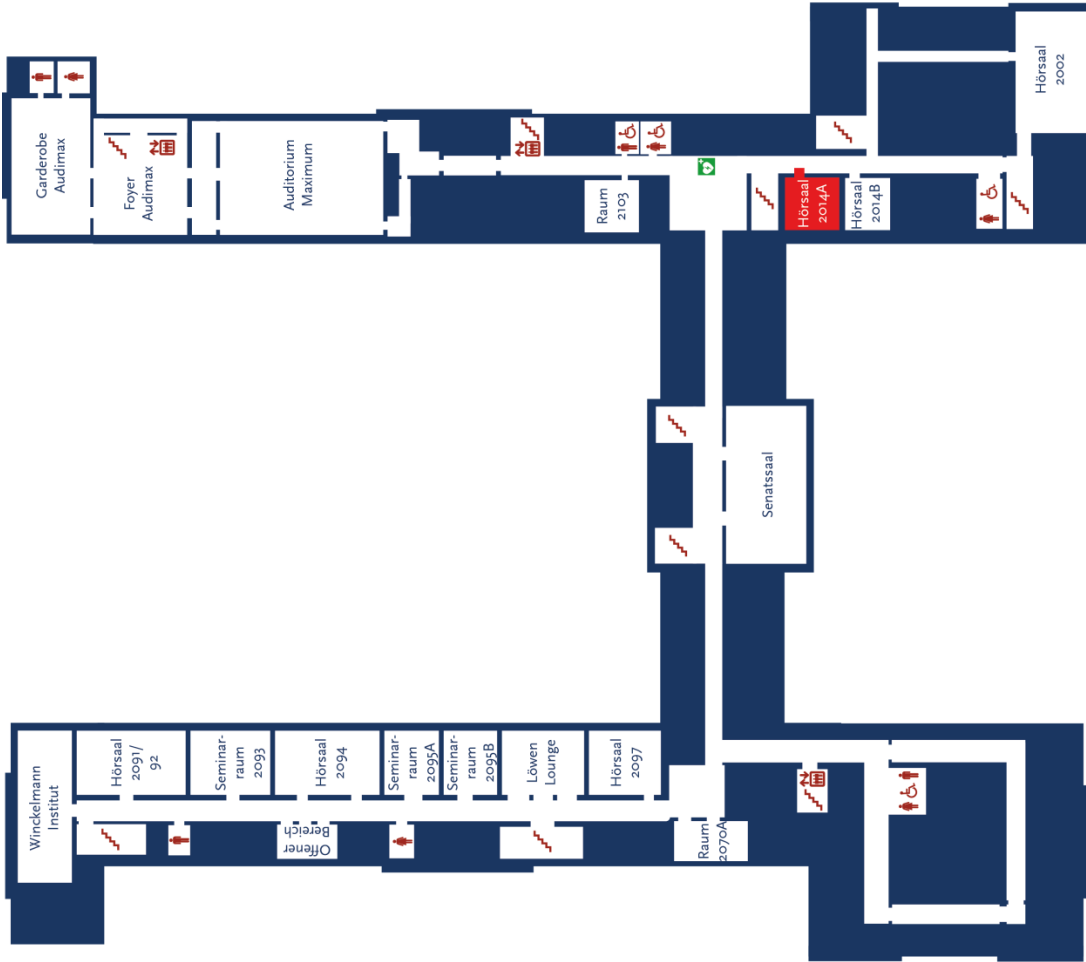 Garderobe
Audimax
Foyer
Audimax
Auditorium
Maximum
Raum
2103
Hörsaal
2014A
Hörsaal
2014B
Hörsaal
2002
Senatssaal
Winckelmann
Institut
Hörsaal
2091/
92
Seminar-
raum
2093
Hörsaal
2094
Seminar-
raum
2095A
Seminar-
raum
2095B
Löwen
Lounge
Hörsaal
2097
Offener
Bereich
Raum
2070A